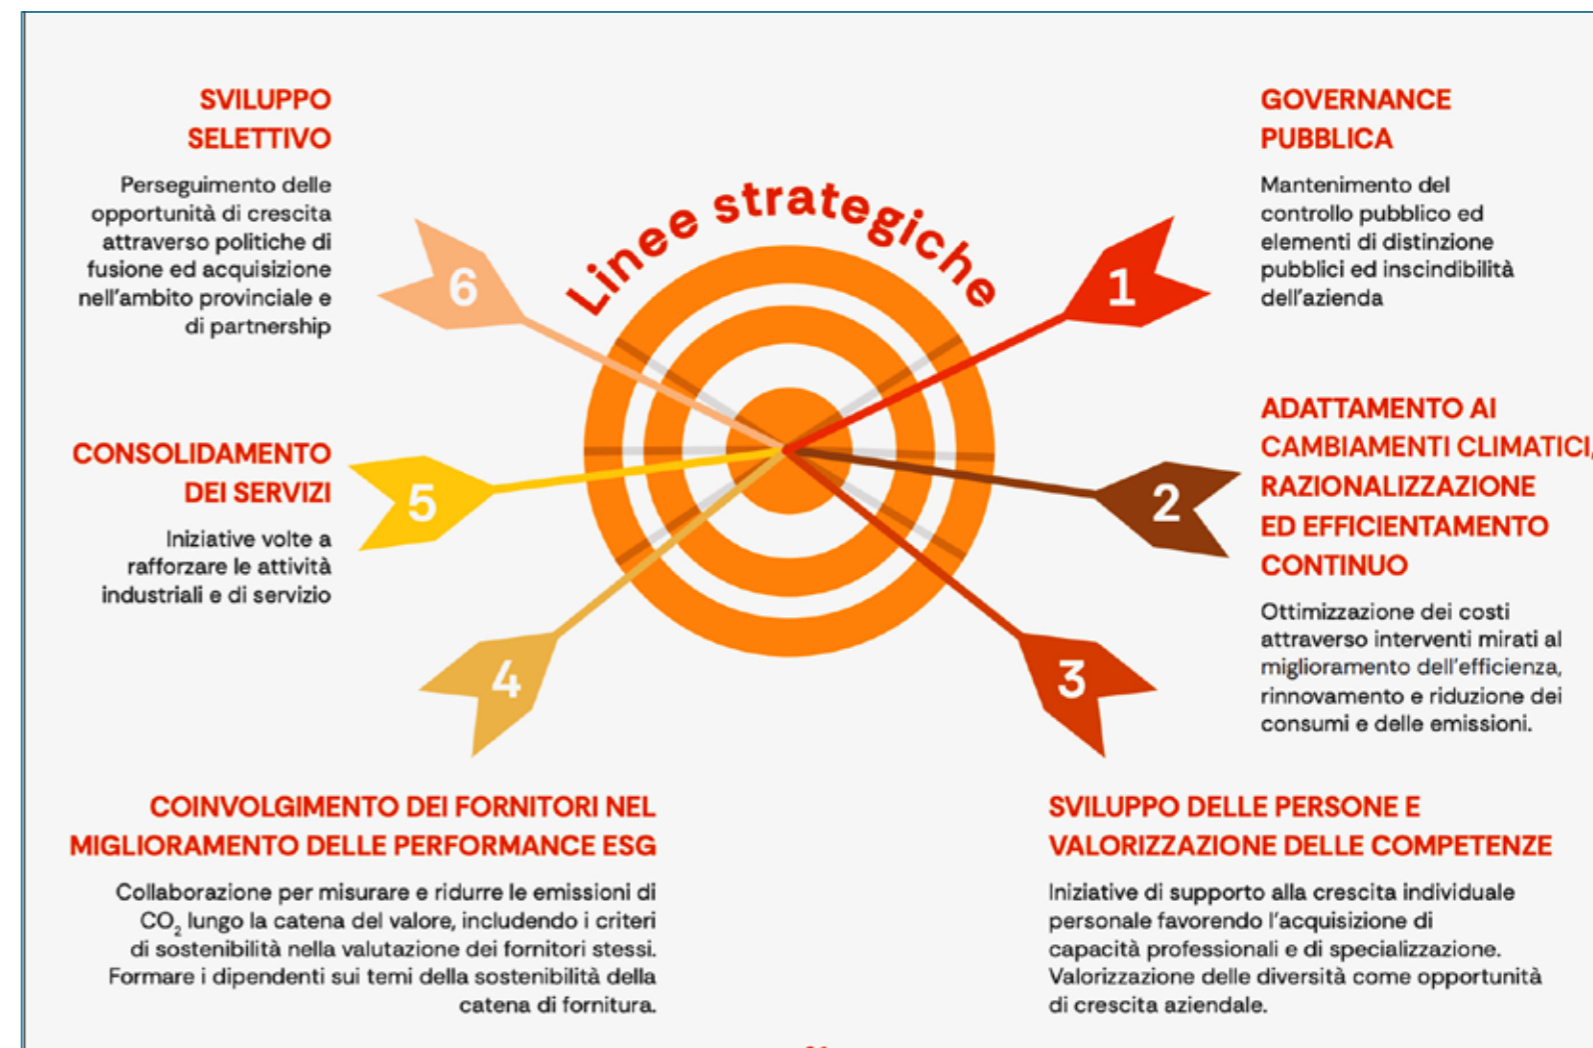 Linee strategiche
1
GOVERNANCE
PUBBLICA
Mantenimento del
controllo pubblico ed
elementi di distinzione
pubblici ed inscindibilità
dell'azienda
2
ADATTAMENTO AI
CAMBIAMENTI CLIMATICI,
RAZIONALIZZAZIONE
ED EFFICIENTAMENTO
CONTINUO
Ottimizzazione dei costi
attraverso interventi mirati al
miglioramento dell'efficienza,
rinnovamento e riduzione dei
consumi e delle emissioni.
3
SVILUPPO DELLE PERSONE E
VALORIZZAZIONE DELLE COMPETENZE
Iniziative di supporto alla crescita individuale
personale favorendo l'acquisizione di
capacità professionali e di specializzazione.
Valorizzazione delle diversità come opportunità
di crescita aziendale.
4
COINVOLGIMENTO DEI FORNITORI NEL
MIGLIORAMENTO DELLE PERFORMANCE ESG
Collaborazione per misurare e ridurre le emissioni di
CO₂ lungo la catena del valore, includendo i criteri
di sostenibilità nella valutazione dei fornitori stessi.
Formare i dipendenti sui temi della sostenibilità della
catena di fornitura.
5
CONSOLIDAMENTO
DEI SERVIZI
Iniziative volte a
rafforzare le attività
industriali e di servizio
6
SVILUPPO
SELETTIVO
Perseguimento delle
opportunità di crescita
attraverso politiche di
fusione ed acquisizione
nell'ambito provinciale e
di partnership